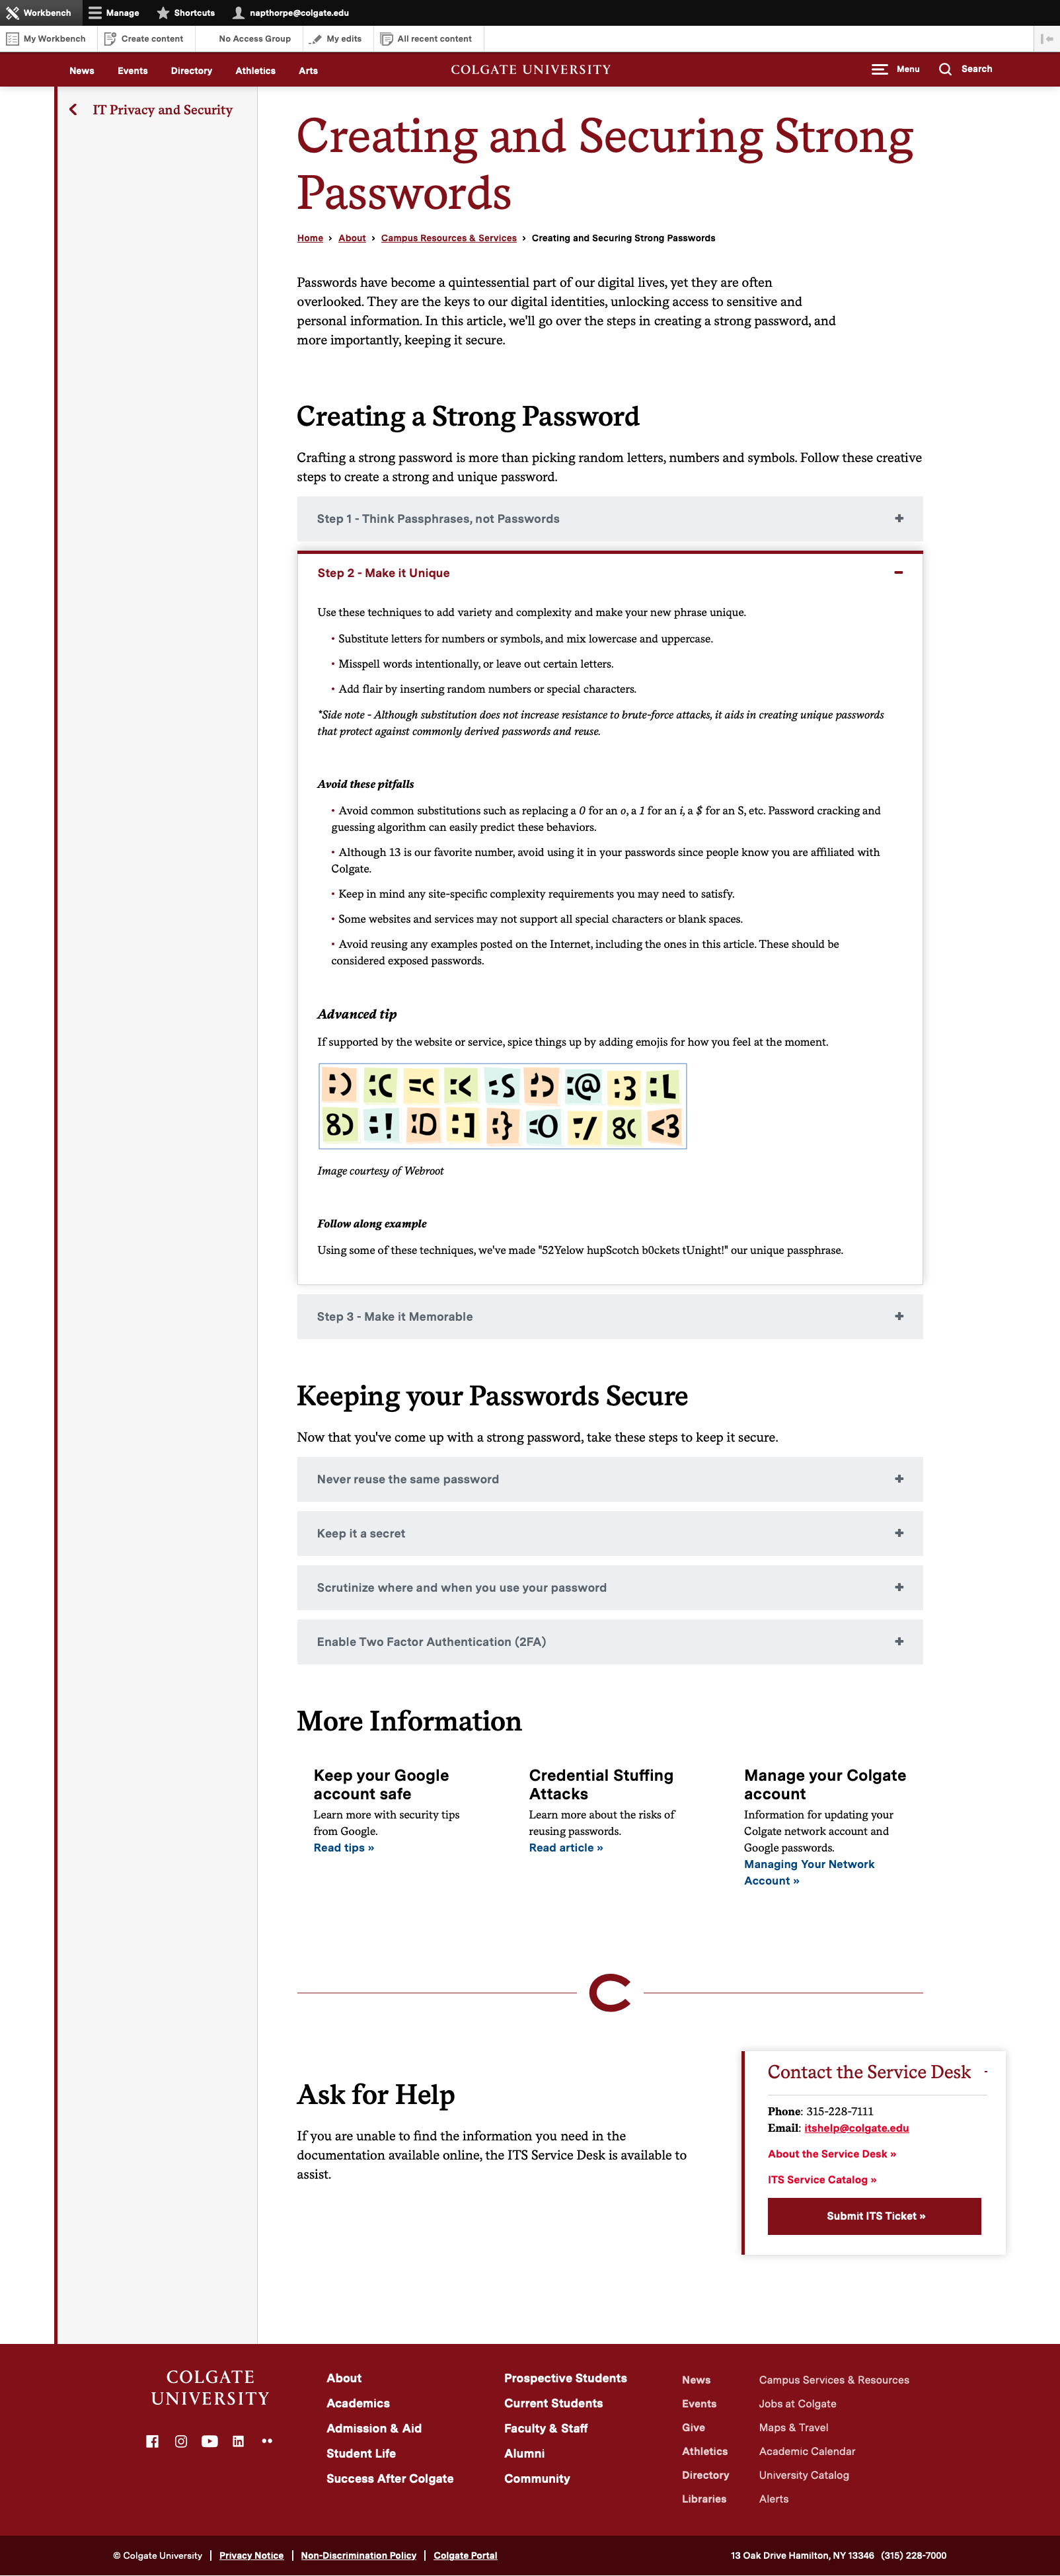 Workbench Manage Shortcuts napthorpe@colgate.edu
My Workbench Create content No Access Group My edits All recent content
News Events Directory Athletics Arts COLGATE UNIVERSITY Menu Search
IT Privacy and Security
Creating and Securing Strong
Passwords
Home › About › Campus Resources & Services › Creating and Securing Strong Passwords
Passwords have become a quintessential part of our digital lives, yet they are often
overlooked. They are the keys to our digital identities, unlocking access to sensitive and
personal information. In this article, we'll go over the steps in creating a strong password, and
more importantly, keeping it secure.
Creating a Strong Password
Crafting a strong password is more than picking random letters, numbers and symbols. Follow these creative
steps to create a strong and unique password.
Step 1 - Think Passphrases, not Passwords +
Step 2 - Make it Unique −
Use these techniques to add variety and complexity and make your new phrase unique.
• Substitute letters for numbers or symbols, and mix lowercase and uppercase.
• Misspell words intentionally, or leave out certain letters.
• Add flair by inserting random numbers or special characters.
*Side note - Although substitution does not increase resistance to brute-force attacks, it aids in creating unique passwords
that protect against commonly derived passwords and reuse.
Avoid these pitfalls
• Avoid common substitutions such as replacing a 0 for an o, a 1 for an i, a $ for an S, etc. Password cracking and
guessing algorithm can easily predict these behaviors.
• Although 13 is our favorite number, avoid using it in your passwords since people know you are affiliated with
Colgate.
• Keep in mind any site-specific complexity requirements you may need to satisfy.
• Some websites and services may not support all special characters or blank spaces.
• Avoid reusing any examples posted on the Internet, including the ones in this article. These should be
considered exposed passwords.
Advanced tip
If supported by the website or service, spice things up by adding emojis for how you feel at the moment.
:) :C =c :< :S :') :@ :3 :L
8) :! :D :] :} =O :/ 8( <3
Image courtesy of Webroot
Follow along example
Using some of these techniques, we've made "52Yelow hupScotch b0ckets tUnight!" our unique passphrase.
Step 3 - Make it Memorable +
Keeping your Passwords Secure
Now that you've come up with a strong password, take these steps to keep it secure.
Never reuse the same password +
Keep it a secret +
Scrutinize where and when you use your password +
Enable Two Factor Authentication (2FA) +
More Information
Keep your Google
account safe
Learn more with security tips
from Google.
Read tips »
Credential Stuffing
Attacks
Learn more about the risks of
reusing passwords.
Read article »
Manage your Colgate
account
Information for updating your
Colgate network account and
Google passwords.
Managing Your Network
Account »
C
Ask for Help
If you are unable to find the information you need in the
documentation available online, the ITS Service Desk is available to
assist.
Contact the Service Desk -
Phone: 315-228-7111
Email: itshelp@colgate.edu
About the Service Desk »
ITS Service Catalog »
Submit ITS Ticket »
COLGATE
UNIVERSITY
About
Academics
Admission & Aid
Student Life
Success After Colgate
Prospective Students
Current Students
Faculty & Staff
Alumni
Community
News
Events
Give
Athletics
Directory
Libraries
Campus Services & Resources
Jobs at Colgate
Maps & Travel
Academic Calendar
University Catalog
Alerts
© Colgate University | Privacy Notice | Non-Discrimination Policy | Colgate Portal
13 Oak Drive Hamilton, NY 13346 (315) 228-7000